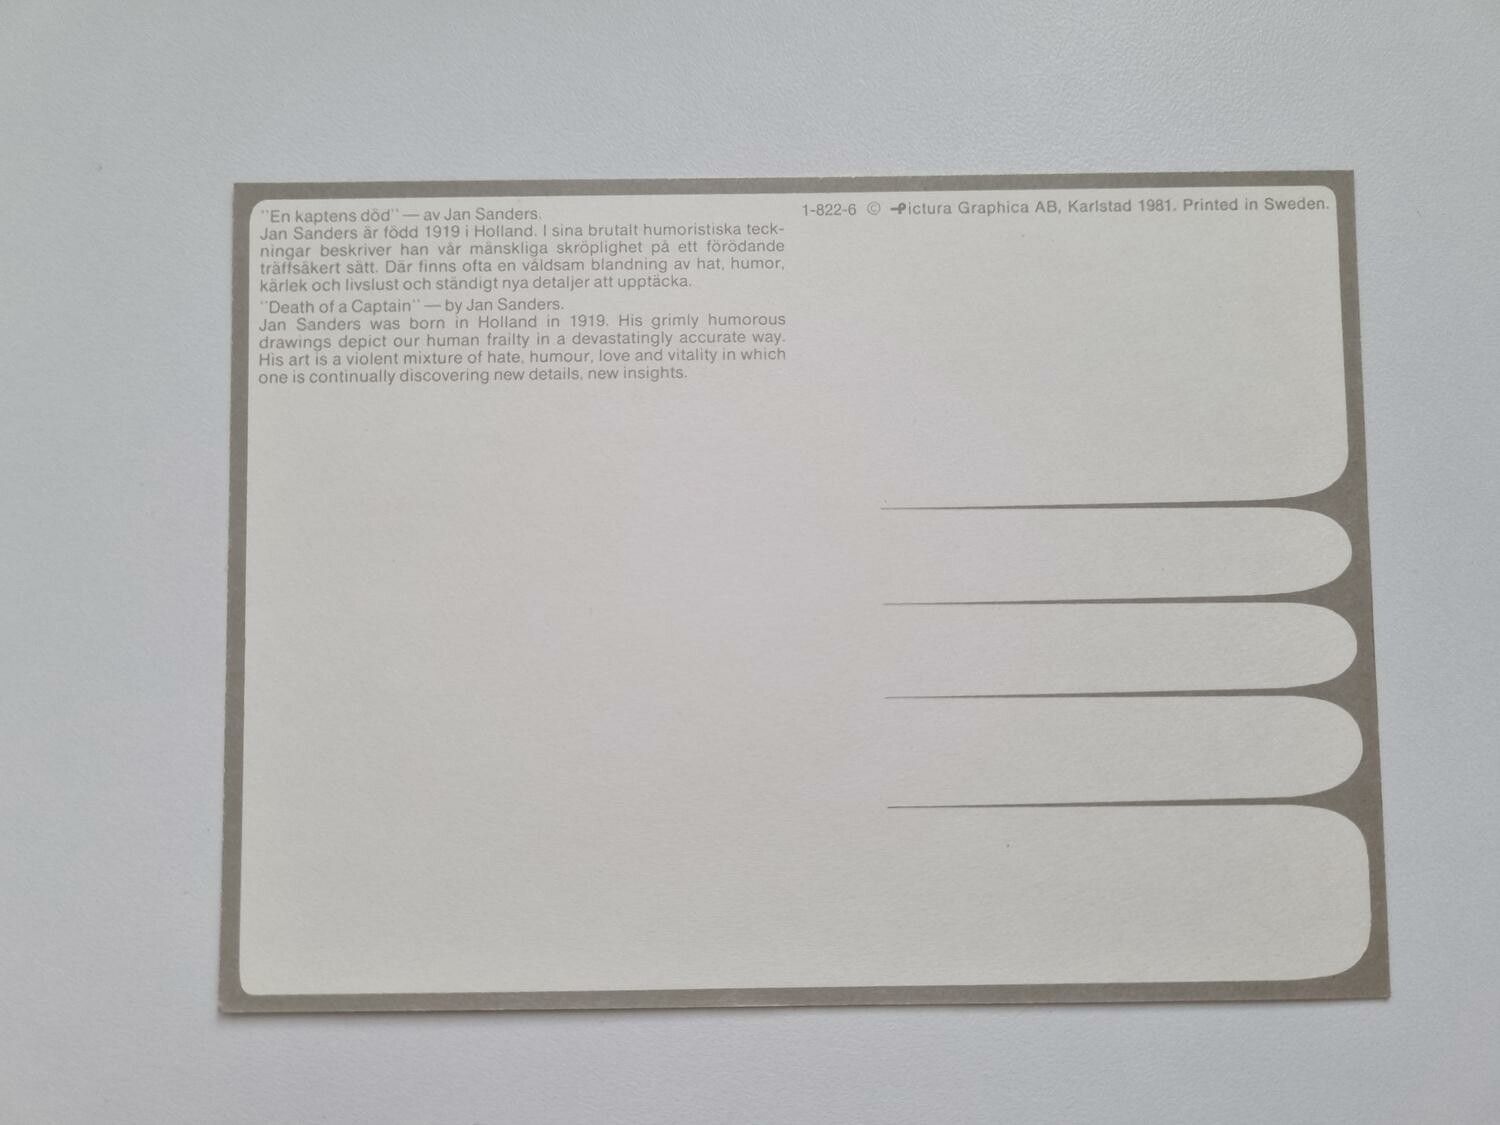 "En kaptens död" — av Jan Sanders.
Jan Sanders är född 1919 i Holland. I sina brutalt humoristiska teck-
ningar beskriver han vår mänskliga skröplighet på ett förödande
träffsäkert sätt. Där finns ofta en våldsam blandning av hat, humor,
kärlek och livslust och ständigt nya detaljer att upptäcka.
"Death of a Captain" — by Jan Sanders.
Jan Sanders was born in Holland in 1919. His grimly humorous
drawings depict our human frailty in a devastatingly accurate way.
His art is a violent mixture of hate, humour, love and vitality in which
one is continually discovering new details, new insights.
1-822-6 © Pictura Graphica AB, Karlstad 1981. Printed in Sweden.